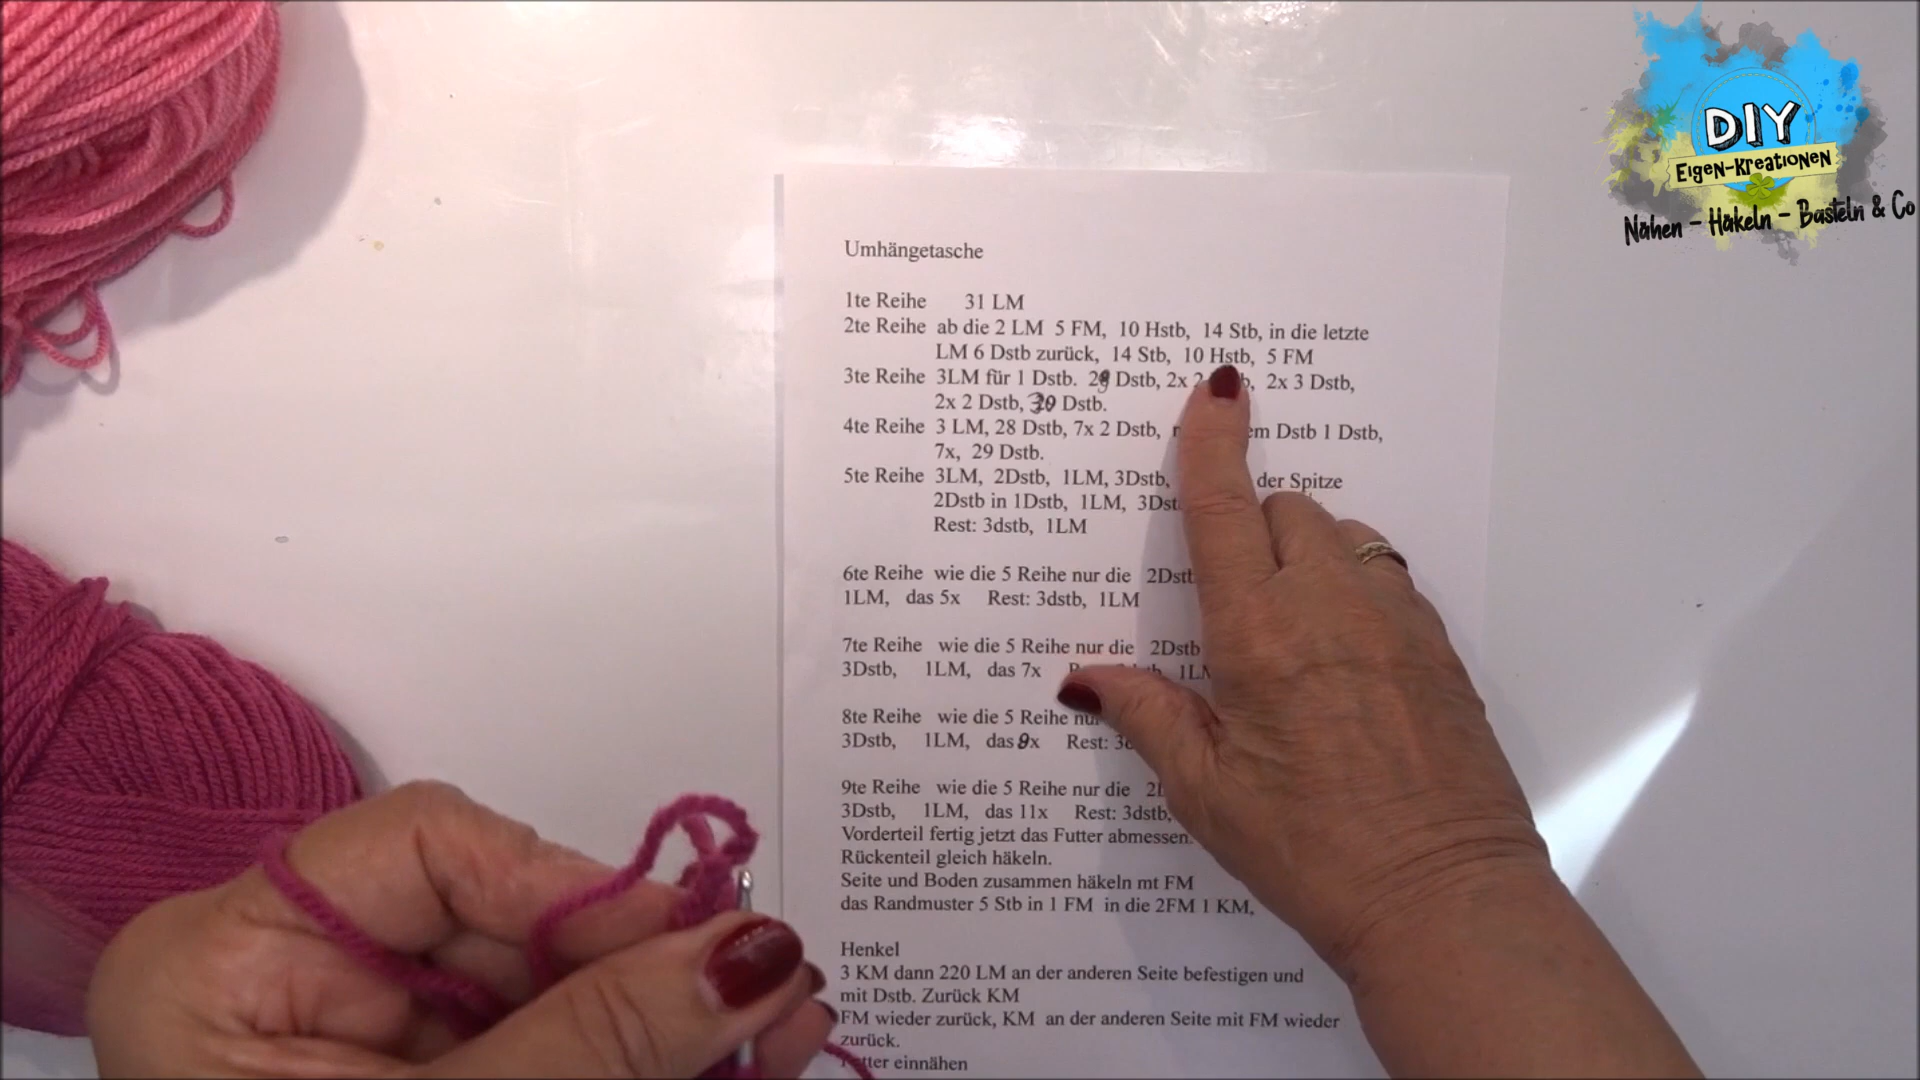 DIY
Eigen-Kreationen
Nähen - Häkeln - Basteln & Co
Umhängetasche
1te Reihe 31 LM
2te Reihe ab die 2 LM 5 FM, 10 Hstb, 14 Stb, in die letzte
LM 6 Dstb zurück, 14 Stb, 10 Hstb, 5 FM
3te Reihe 3LM für 1 Dstb. Dstb, 2x 2 2x 3 Dstb,
2x 2 Dstb, Dstb.
4te Reihe 3 LM, 28 Dstb, 7x 2 Dstb, Dstb 1 Dstb,
7x, 29 Dstb.
5te Reihe 3LM, 2Dstb, 1LM, 3Dstb, der Spitze
2Dstb in 1Dstb, 1LM,
Rest: 3dstb, 1LM
6te Reihe wie die 5 Reihe nur die 2Dstb
1LM, das 5x Rest: 3dstb, 1LM
7te Reihe wie die 5 Reihe nur die 2Dstb
3Dstb, 1LM, das 7x
8te Reihe wie die 5 Reihe nur
3Dstb, 1LM, das 9x Rest:
9te Reihe wie die 5 Reihe nur die
3Dstb, 1LM, das 11x Rest: 3dstb,
Vorderteil fertig jetzt das Futter abmessen.
Rückenteil gleich häkeln.
Seite und Boden zusammen häkeln mt FM
das Randmuster 5 Stb in 1 FM in die 2FM 1 KM,
Henkel
3 KM dann 220 LM an der anderen Seite befestigen und
mit Dstb. Zurück KM
FM wieder zurück, KM an der anderen Seite mit FM wieder
zurück.
einnähen